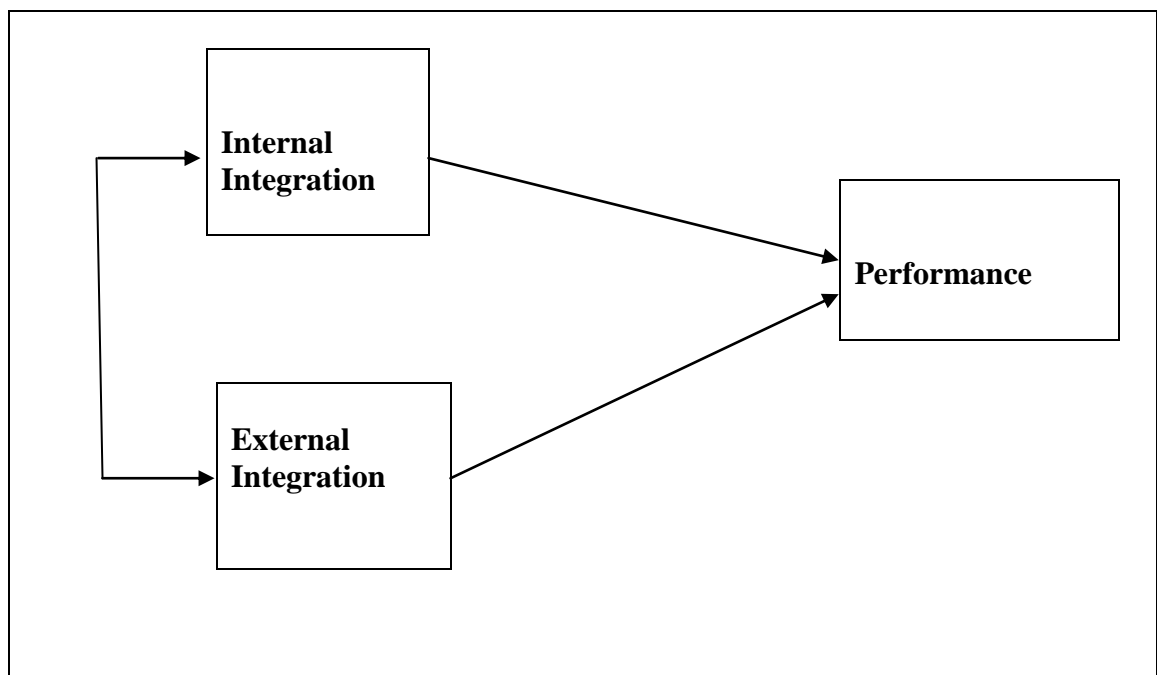 Internal
Integration
Performance
External
Integration